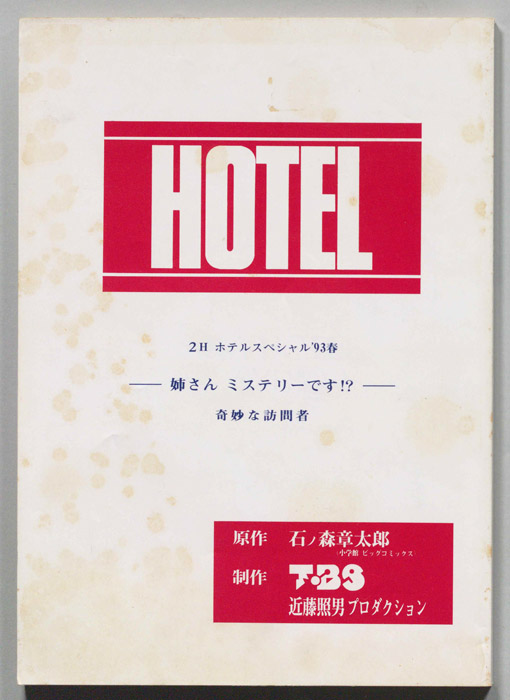 HOTEL
2H ホテルスペシャル'93春
姉さん ミステリーです!?
奇妙な訪問者
原作 石ノ森章太郎
(小学館 ビッグコミックス)
制作 TBS
近藤照男プロダクション